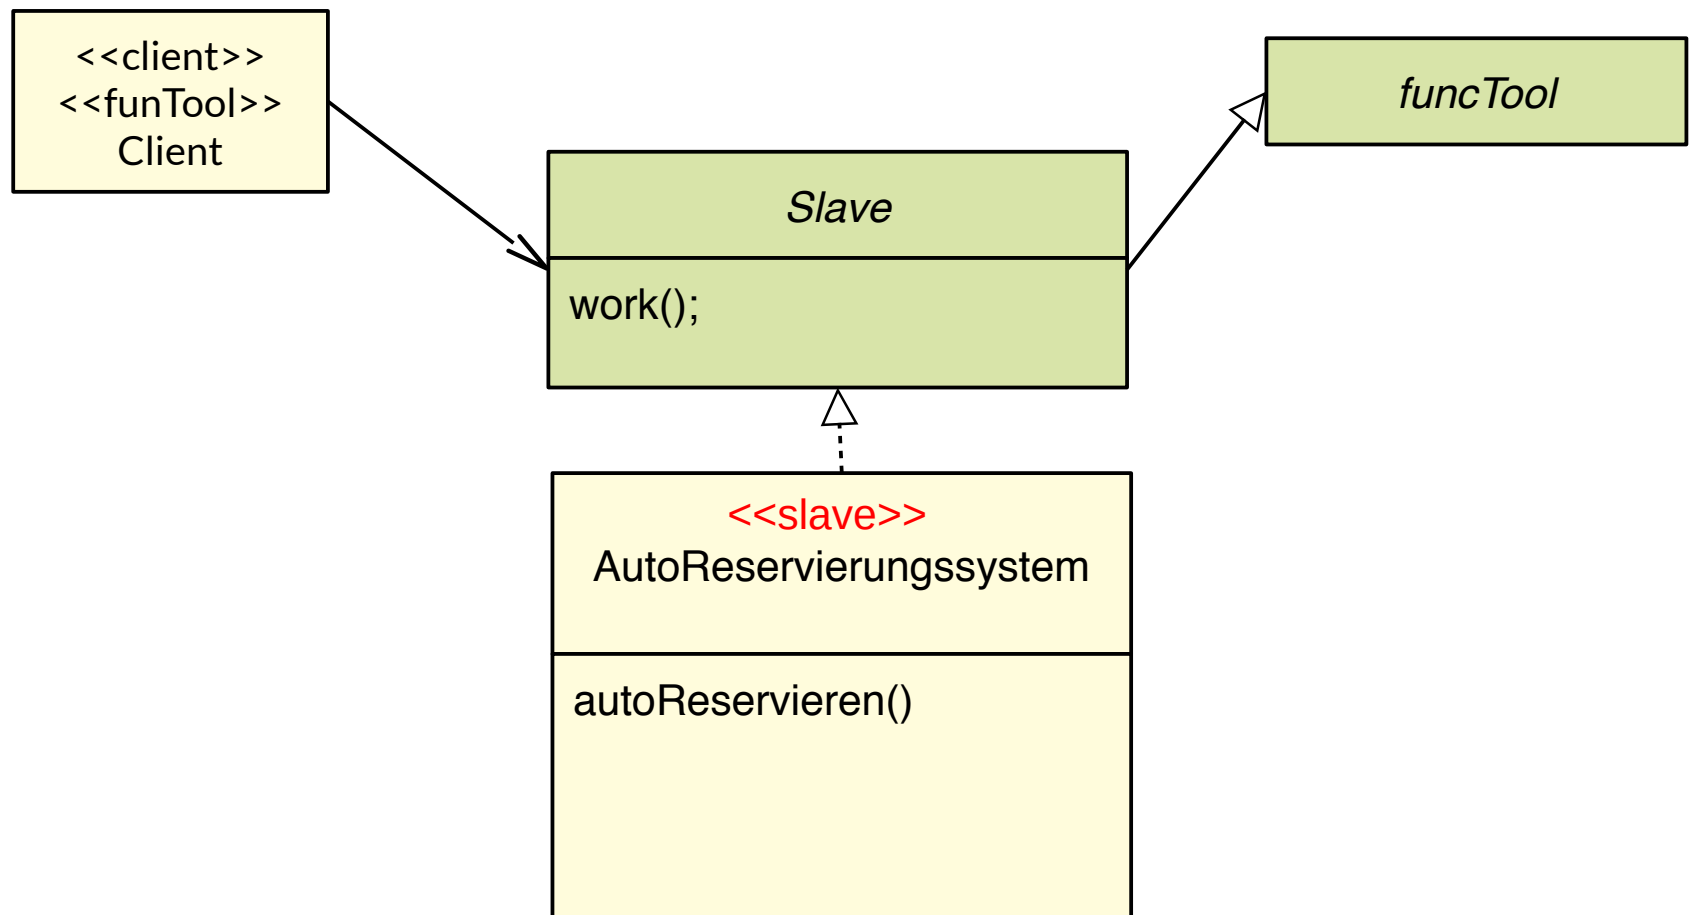 <<client>>
<<funTool>>
Client
funcTool
Slave
work();
<<slave>>
AutoReservierungssystem
autoReservieren()